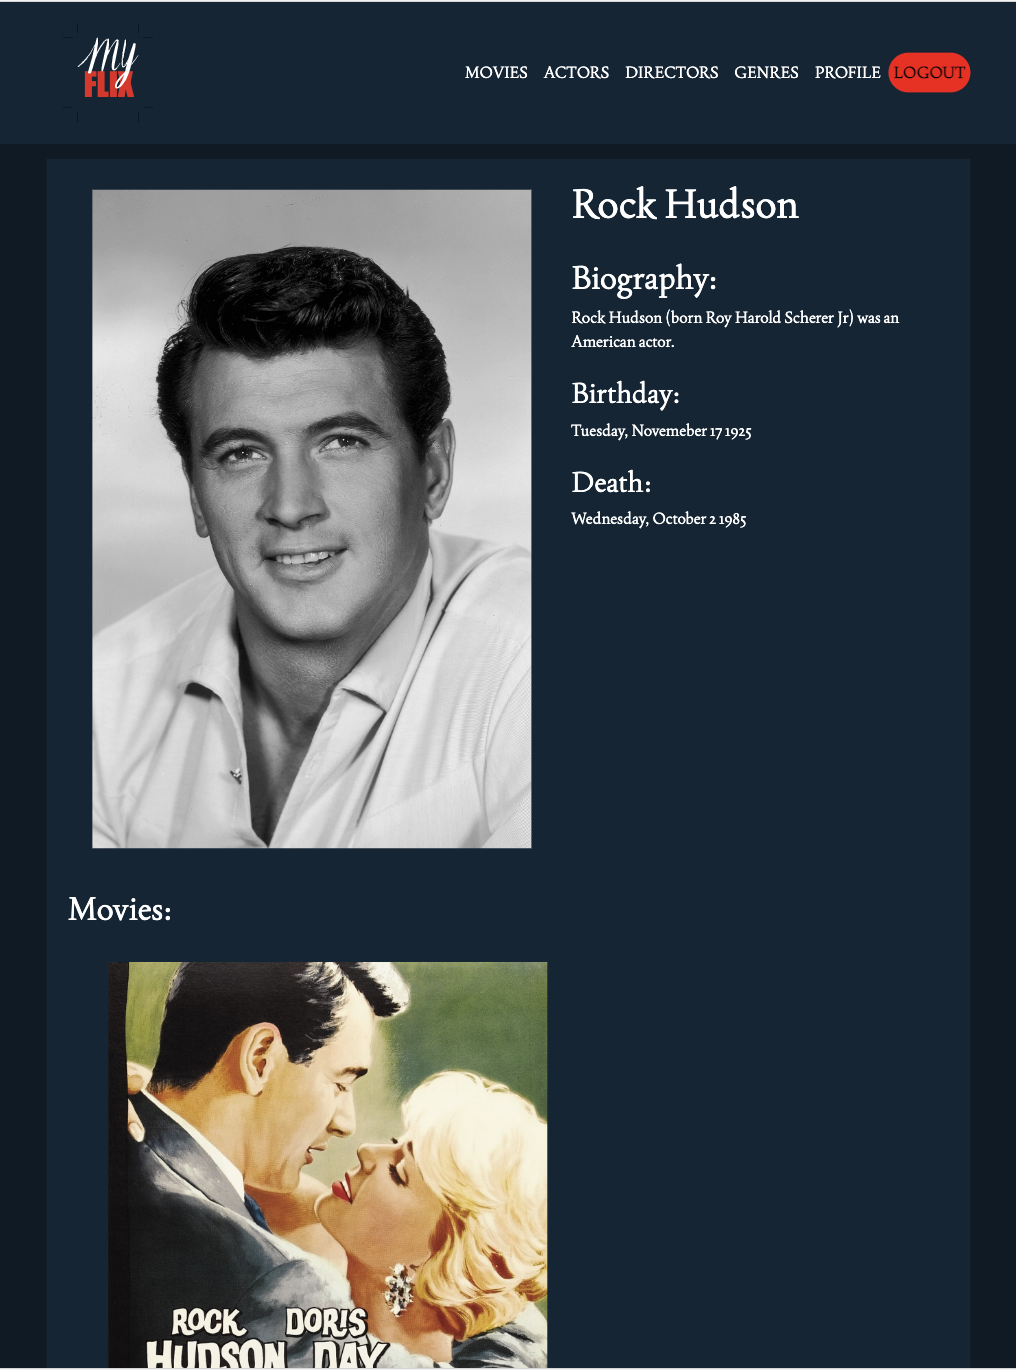 My
FLIX
MOVIES ACTORS DIRECTORS GENRES PROFILE LOGOUT
Rock Hudson
Biography:
Rock Hudson (born Roy Harold Scherer Jr) was an
American actor.
Birthday:
Tuesday, Novemeber 17 1925
Death:
Wednesday, October 2 1985
Movies:
ROCK DORIS
HUDSON DAY